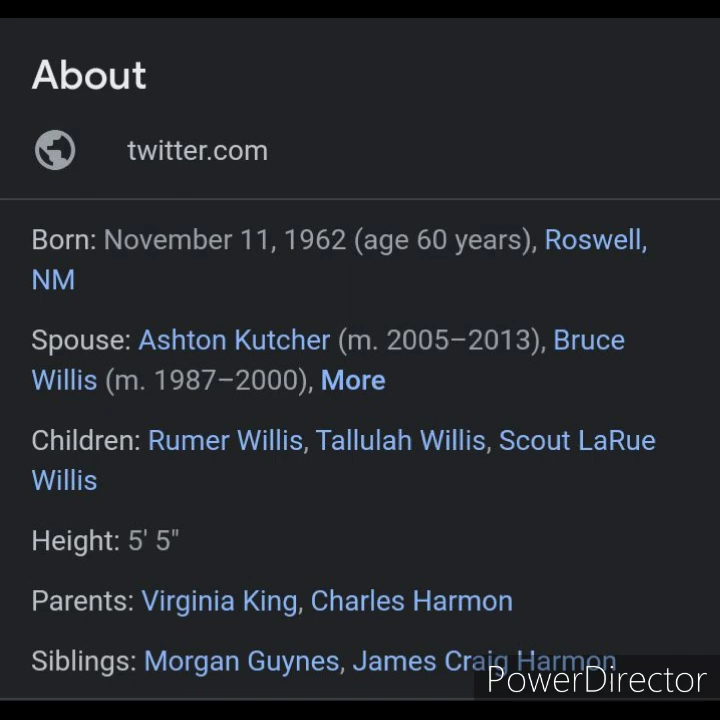 About
twitter.com
Born: November 11, 1962 (age 60 years), Roswell,
NM
Spouse: Ashton Kutcher (m. 2005–2013), Bruce
Willis (m. 1987–2000), More
Children: Rumer Willis, Tallulah Willis, Scout LaRue
Willis
Height: 5' 5"
Parents: Virginia King, Charles Harmon
Siblings: Morgan Guynes, James Craig Harmon
PowerDirector